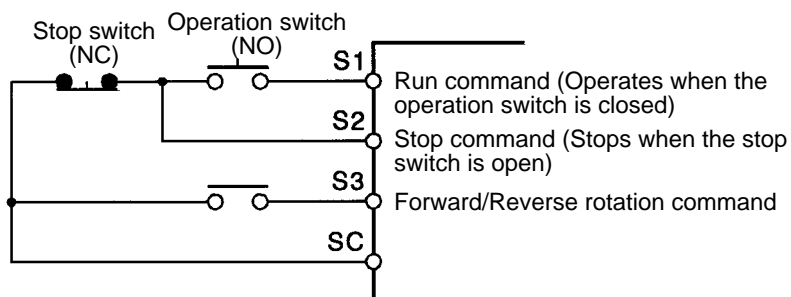 Stop switch
(NC)
Operation switch
(NO)
S1
Run command (Operates when the
operation switch is closed)
S2
Stop command (Stops when the stop
switch is open)
S3
Forward/Reverse rotation command
SC